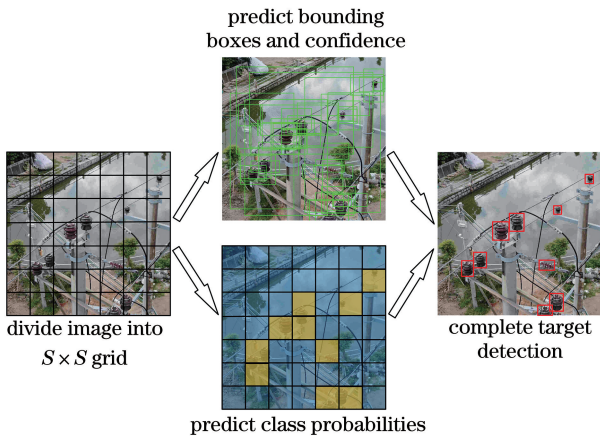 predict bounding
boxes and confidence
divide image into
S × S grid
complete target
detection
predict class probabilities